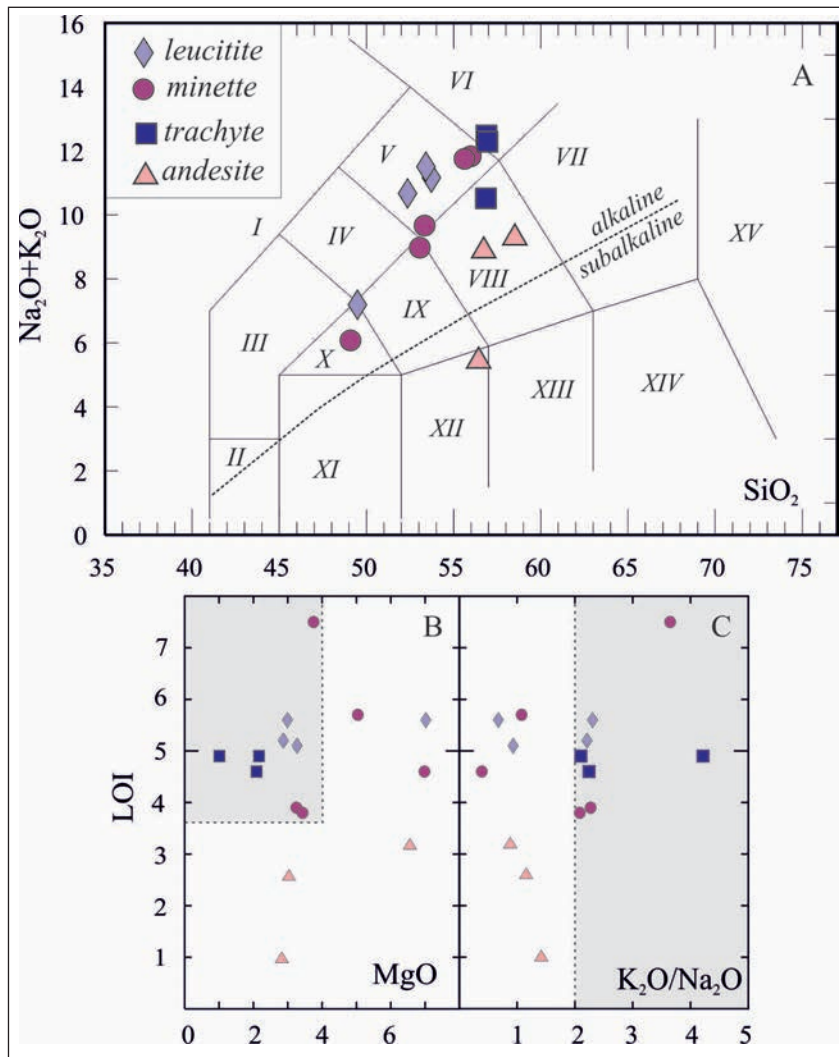 A
leucitite
minette
trachyte
andesite
Na₂O+K₂O
16
14
12
10
8
6
4
2
0
I
II
III
IV
V
VI
VII
VIII
IX
X
XI
XII
XIII
XIV
XV
alkaline
subalkaline
SiO₂
35 40 45 50 55 60 65 70 75
B
C
LOI
7
6
5
4
3
2
1
MgO
K₂O/Na₂O
0 2 4 6 1 2 3 4 5